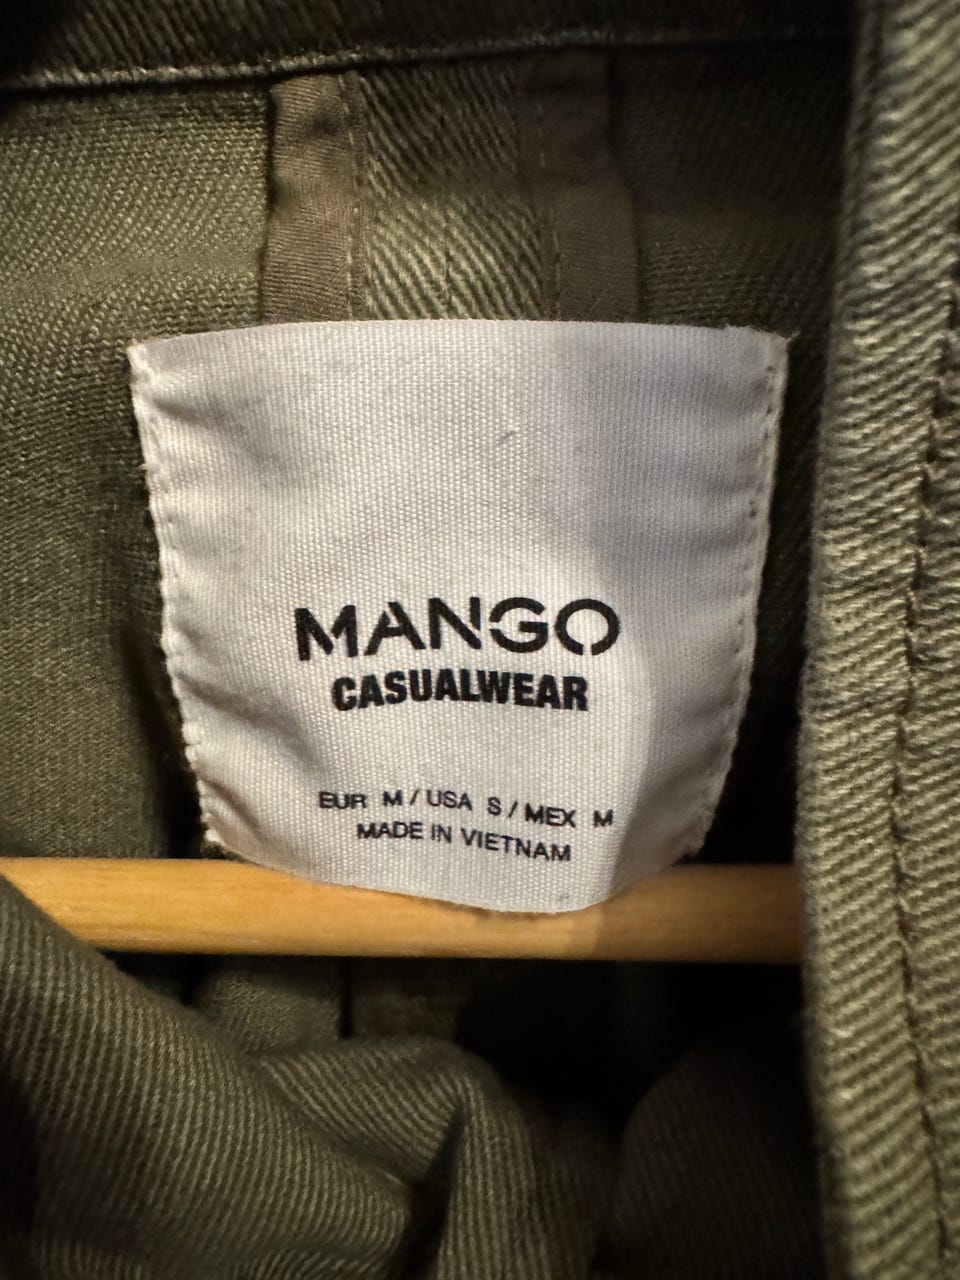 MANGO
CASUALWEAR
EUR M / USA S / MEX M
MADE IN VIETNAM